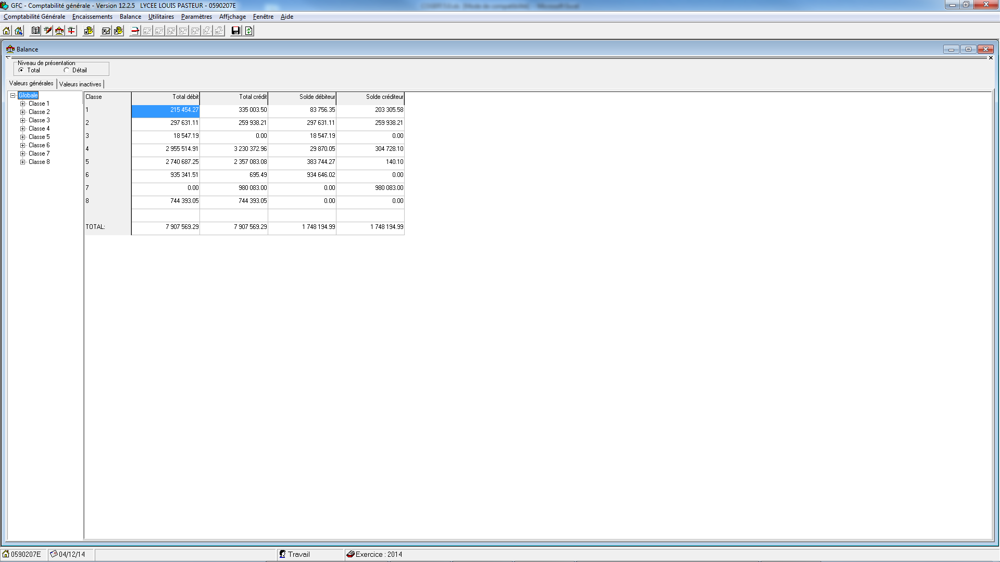 GFC - Comptabilité générale - Version 12.2.5 LYCEE LOUIS PASTEUR - 0590207E
Comptabilité Générale Encaissements Balance Utilitaires Paramètres Affichage Fenêtre Aide
Balance
Niveau de présentation
Total Détail
Valeurs générales Valeurs inactives
Globale
Classe 1
Classe 2
Classe 3
Classe 4
Classe 5
Classe 6
Classe 7
Classe 8
Classe Total débit Total crédit Solde débiteur Solde créditeur
1 215 454.27 335 003.50 83 756.35 203 305.58
2 297 631.11 259 938.21 297 631.11 259 938.21
3 18 547.19 0.00 18 547.19 0.00
4 2 955 514.91 3 230 372.96 29 870.05 304 728.10
5 2 740 687.25 2 357 083.08 383 744.27 140.10
6 935 341.51 695.49 934 646.02 0.00
7 0.00 980 083.00 0.00 980 083.00
8 744 393.05 744 393.05 0.00 0.00
TOTAL: 7 907 569.29 7 907 569.29 1 748 194.99 1 748 194.99
0590207E 04/12/14 Travail Exercice : 2014